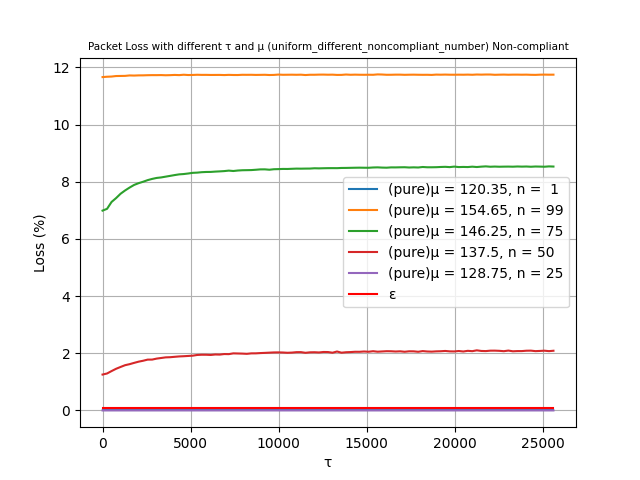 Packet Loss with different τ and μ (uniform_different_noncompliant_number) Non-compliant
12
10
8
6
4
2
0
Loss (%)
(pure)μ = 120.35, n =  1
(pure)μ = 154.65, n = 99
(pure)μ = 146.25, n = 75
(pure)μ = 137.5, n = 50
(pure)μ = 128.75, n = 25
ε
0 5000 10000 15000 20000 25000
τ